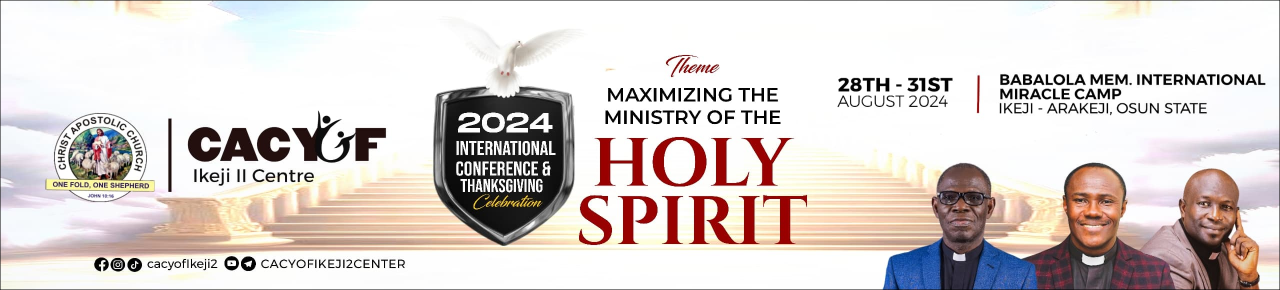 CHRIST APOSTOLIC CHURCH
ONE FOLD, ONE SHEPHERD
JOHN 10:16
CACYOF
Ikeji II Centre
cacyofIkeji2
CACYOFIKEJI2CENTER
2024
INTERNATIONAL
CONFERENCE &
THANKSGIVING
Celebration
Theme
MAXIMIZING THE
MINISTRY OF THE
HOLY
SPIRIT
28TH - 31ST
AUGUST 2024
BABALOLA MEM. INTERNATIONAL
MIRACLE CAMP
IKEJI - ARAKEJI, OSUN STATE